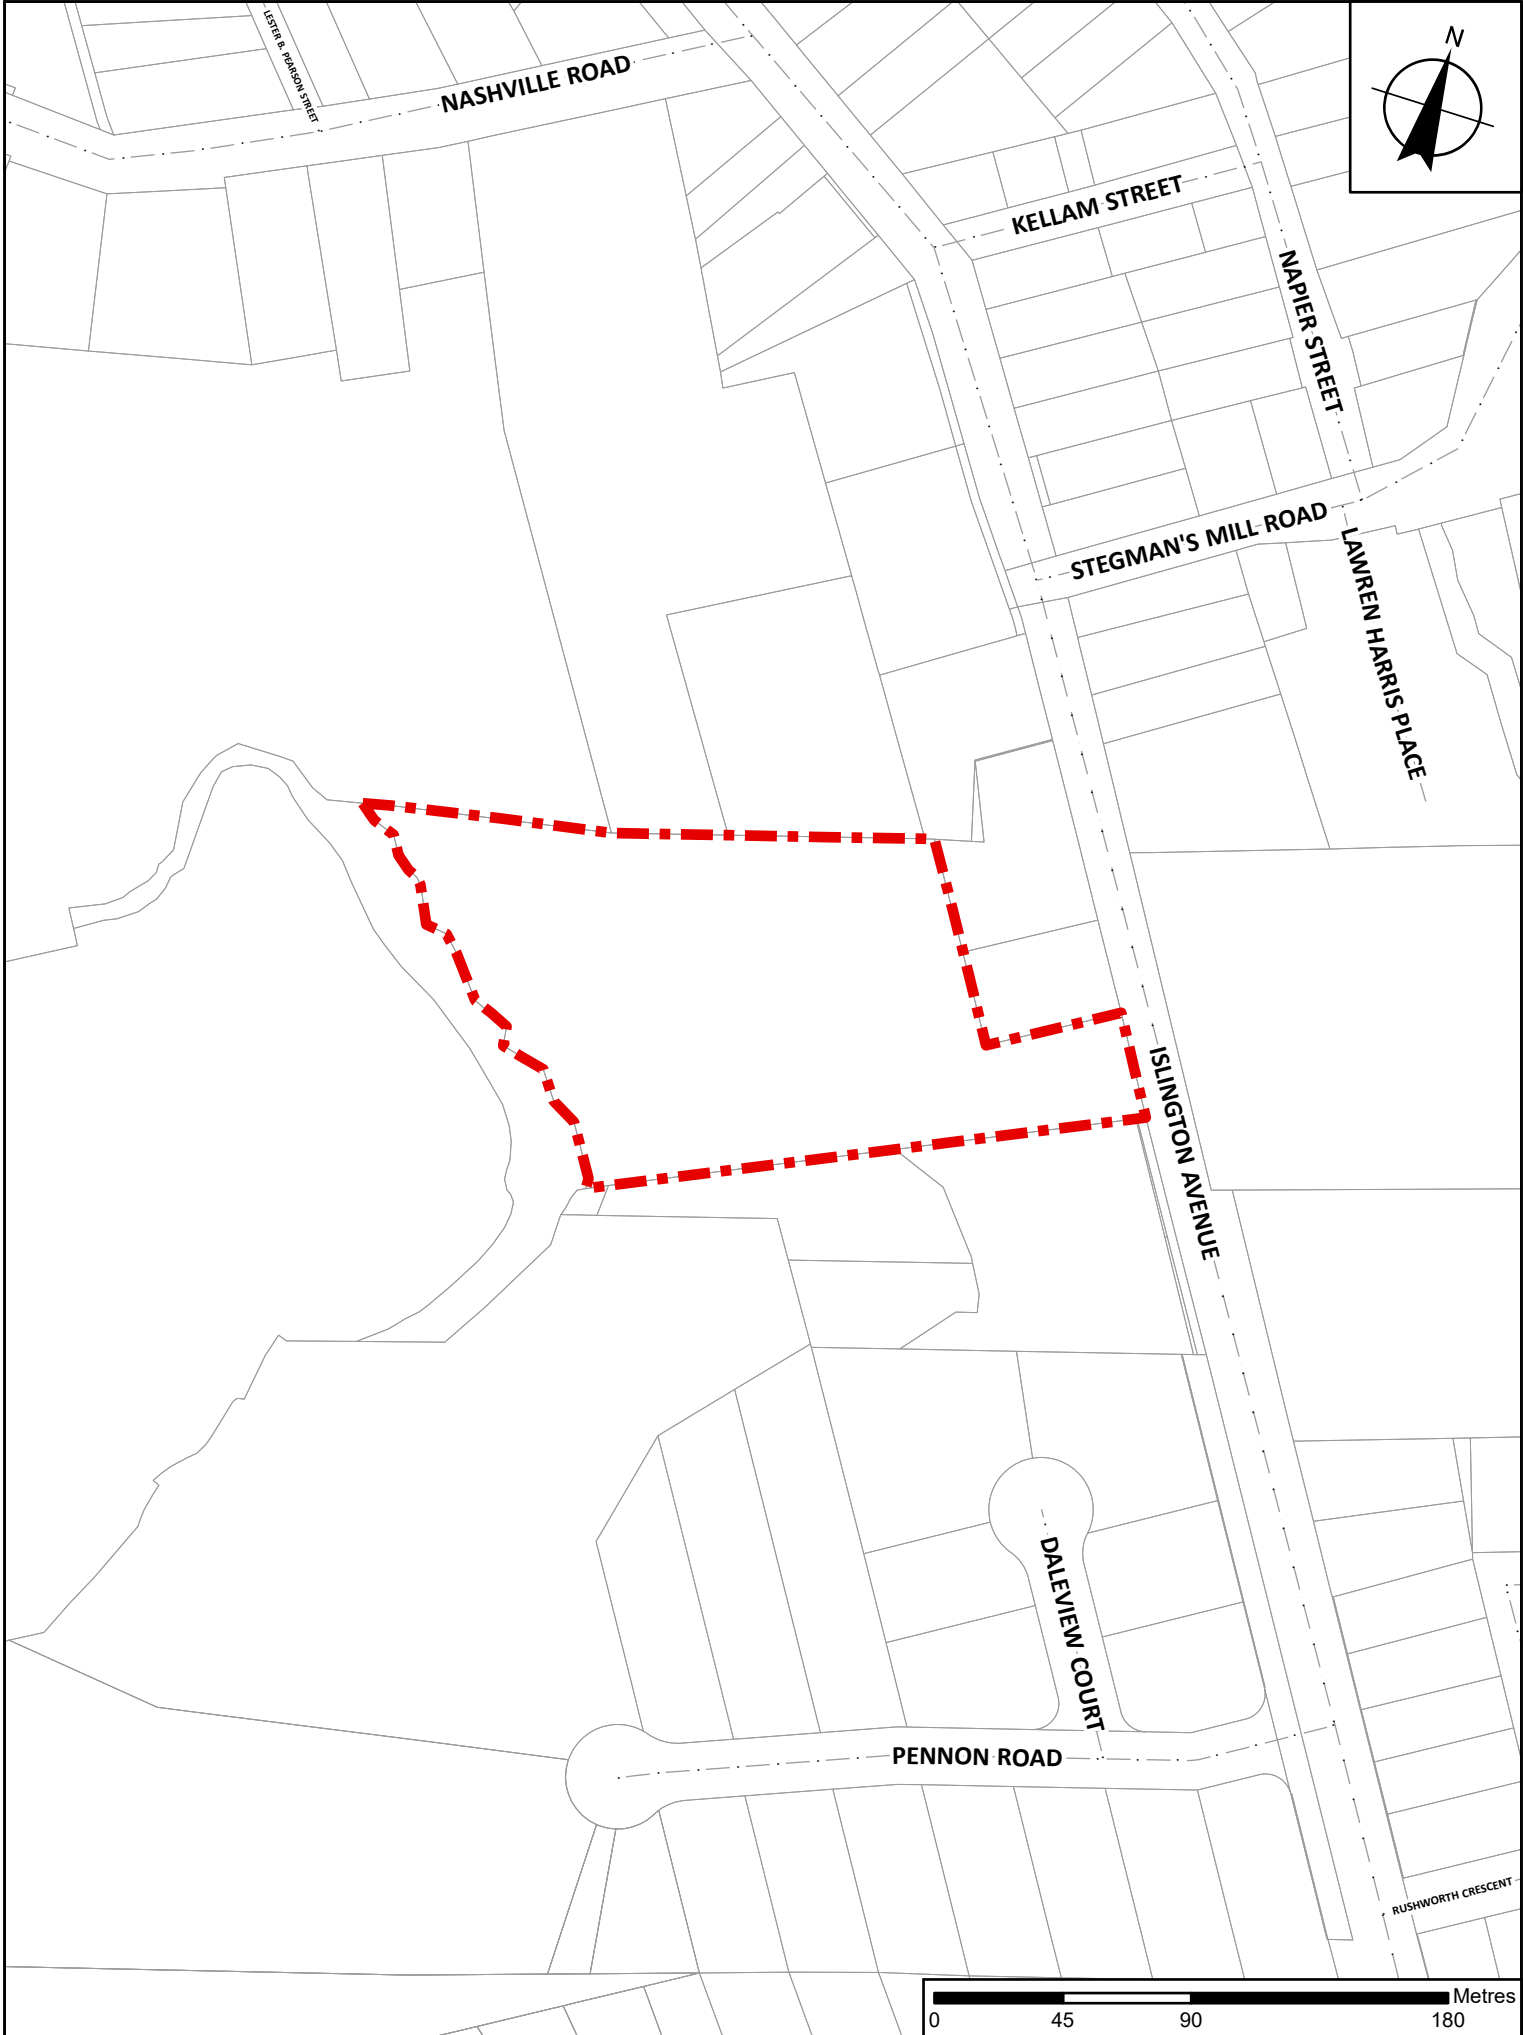 LESTER B. PEARSON STREET
NASHVILLE ROAD
N
KELLAM STREET
NAPIER STREET
STEGMAN'S MILL ROAD
LAWREN HARRIS PLACE
ISLINGTON AVENUE
DALEVIEW COURT
PENNON ROAD
RUSHWORTH CRESCENT
Metres
0 45 90 180